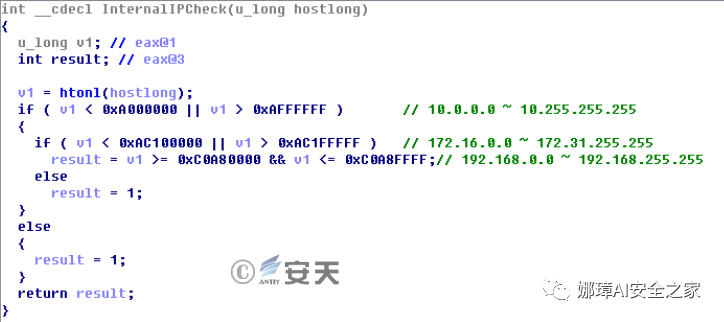 int __cdecl InternalIPCheck(u_long hostlong)
{
  u_long v1; // eax@1
  int result; // eax@3

  v1 = htonl(hostlong);
  if ( v1 < 0xA000000 || v1 > 0xAFFFFFF )        // 10.0.0.0 ~ 10.255.255.255
  {
    if ( v1 < 0xAC100000 || v1 > 0xAC1FFFFF )   // 172.16.0.0 ~ 172.31.255.255
      result = v1 >= 0xC0A80000 && v1 <= 0xC0A8FFFF;// 192.168.0.0 ~ 192.168.255.255
    else
      result = 1;
  }
  else
  {
    result = 1;
  }
  return result;
}
© ANTIY 安天
娜璋AI安全之家